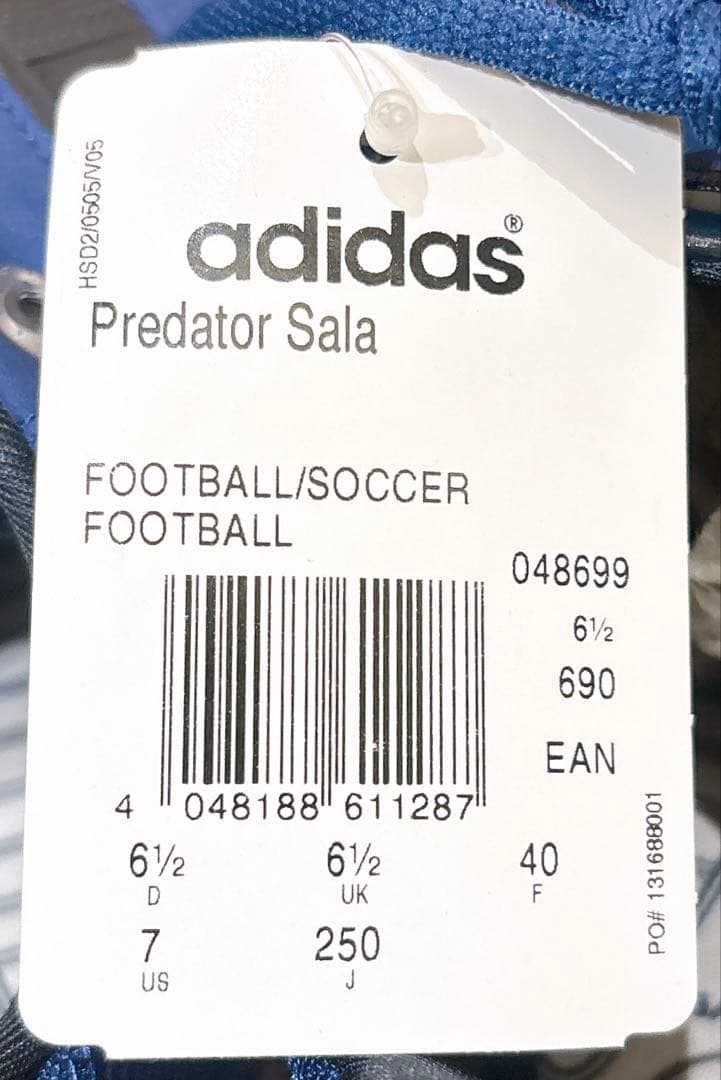 HSD2/0505/V05
adidas®
Predator Sala
FOOTBALL/SOCCER
FOOTBALL
048699
6½
690
EAN
4 048188 611287
6½ 6½ 40
D UK F
7 250
US J
PO# 131688001